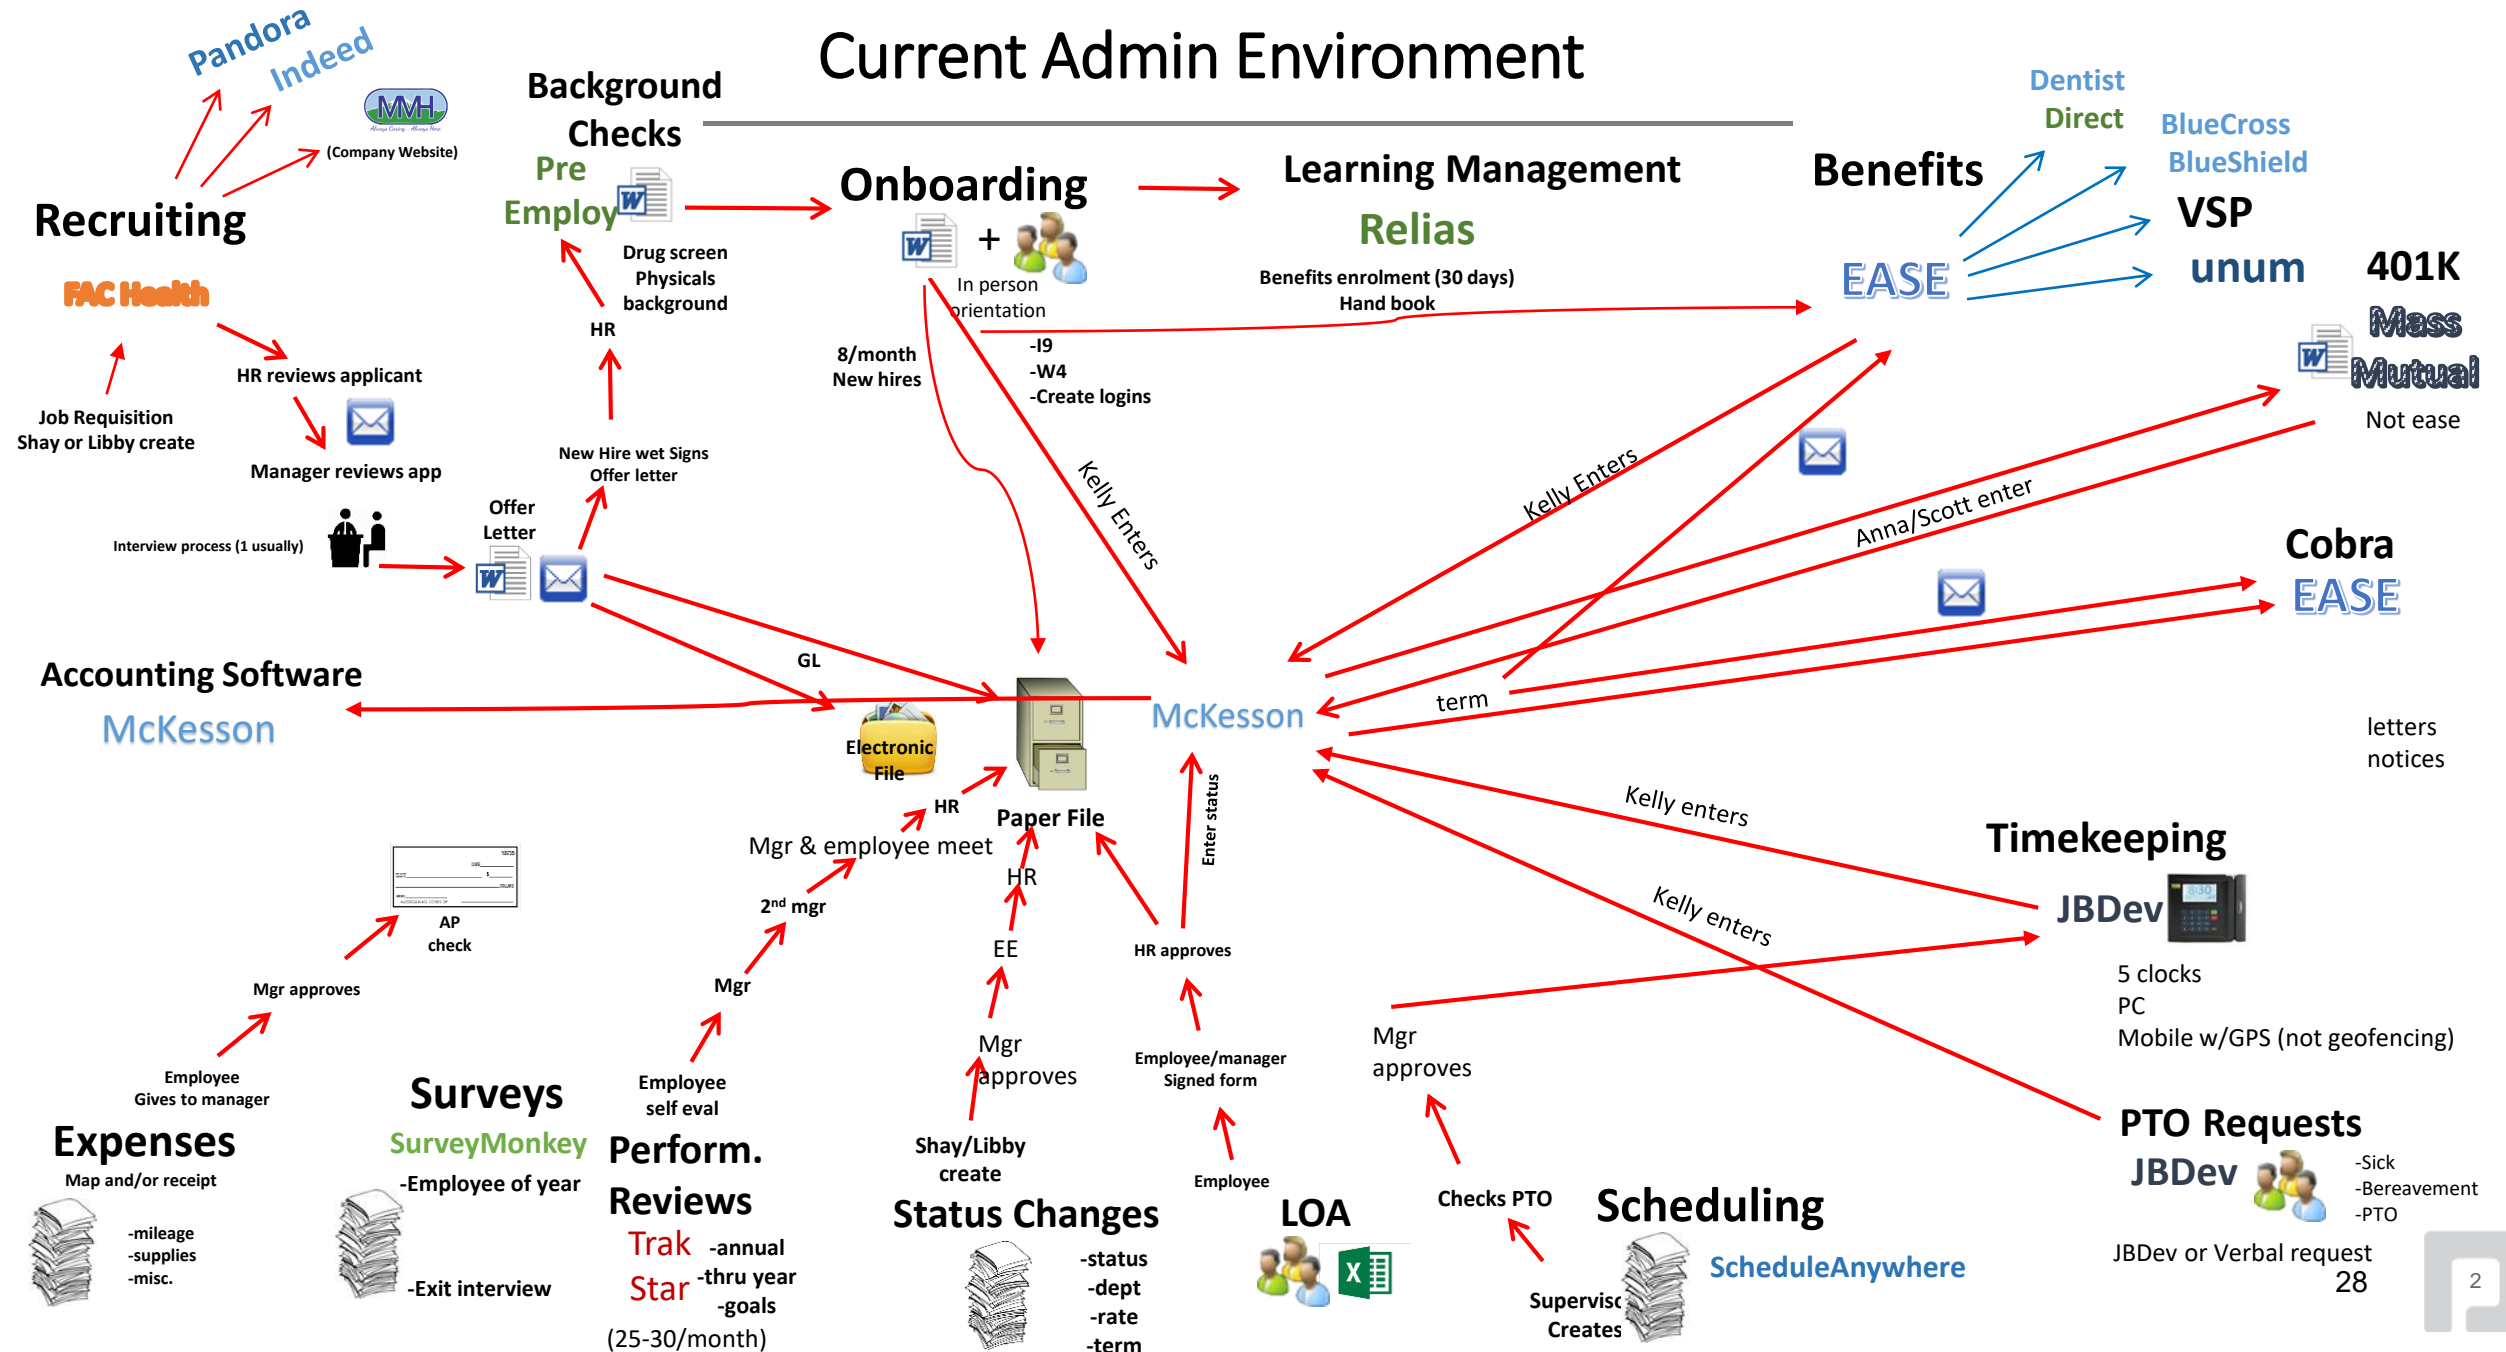 Current Admin Environment
Pandora
Indeed
MVH
Always Caring... Always Here.
(Company Website)
Recruiting
FAC Health
HR reviews applicant
Job Requisition
Shay or Libby create
Manager reviews app
Interview process (1 usually)
Offer
Letter
New Hire wet Signs
Offer letter
HR
Background
Checks
Pre
Employ
Drug screen
Physicals
background
Onboarding
+
In person
orientation
8/month
New hires
-I9
-W4
-Create logins
Learning Management
Relias
Benefits enrolment (30 days)
Hand book
Benefits
EASE
Dentist
Direct
BlueCross
BlueShield
VSP
unum
401K
Mass
Mutual
Not ease
Kelly Enters
Kelly Enters
Anna/Scott enter
Cobra
EASE
letters
notices
term
Accounting Software
McKesson
GL
Electronic
File
Paper File
McKesson
Kelly enters
Kelly enters
Timekeeping
JBDev
8:30
5 clocks
PC
Mobile w/GPS (not geofencing)
AP
check
Mgr approves
Employee
Gives to manager
Expenses
Map and/or receipt
-mileage
-supplies
-misc.
Surveys
SurveyMonkey
-Employee of year
-Exit interview
HR
Mgr & employee meet
2nd mgr
Mgr
Employee
self eval
Perform.
Reviews
Trak
Star
-annual
-thru year
-goals
(25-30/month)
HR
EE
Mgr
approves
Shay/Libby
create
Status Changes
-status
-dept
-rate
-term
Enter status
HR approves
Employee/manager
Signed form
Employee
LOA
Mgr
approves
Checks PTO
Supervisc
Creates
Scheduling
ScheduleAnywhere
PTO Requests
JBDev
-Sick
-Bereavement
-PTO
JBDev or Verbal request
28
2